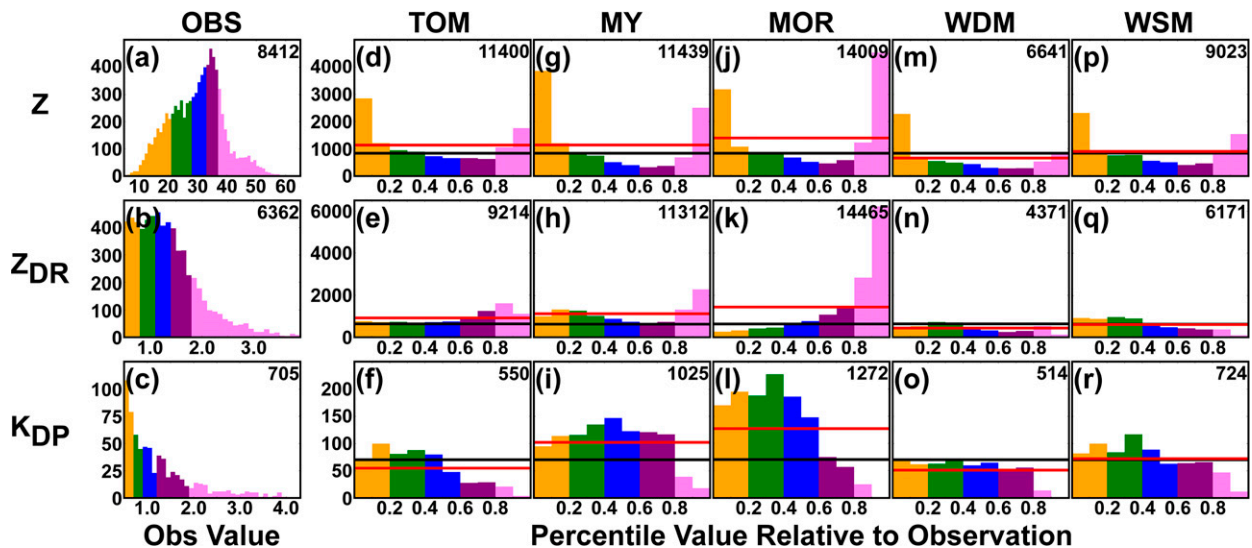 OBS TOM MY MOR WDM WSM
Z
(a) 8412
400
300
200
100
0
10 20 30 40 50 60
(d) 11400
4000
3000
2000
1000
0
0.2 0.4 0.6 0.8
(g) 11439
0.2 0.4 0.6 0.8
(j) 14009
0.2 0.4 0.6 0.8
(m) 6641
0.2 0.4 0.6 0.8
(p) 9023
0.2 0.4 0.6 0.8
ZDR
(b) 6362
400
300
200
100
0
1.0 2.0 3.0
(e) 9214
6000
4000
2000
0
0.2 0.4 0.6 0.8
(h) 11312
0.2 0.4 0.6 0.8
(k) 14465
0.2 0.4 0.6 0.8
(n) 4371
0.2 0.4 0.6 0.8
(q) 6171
0.2 0.4 0.6 0.8
KDP
(c) 705
100
75
50
25
0
1.0 2.0 3.0 4.0
(f) 550
200
150
100
50
0
0.2 0.4 0.6 0.8
(i) 1025
0.2 0.4 0.6 0.8
(l) 1272
0.2 0.4 0.6 0.8
(o) 514
0.2 0.4 0.6 0.8
(r) 724
0.2 0.4 0.6 0.8
Obs Value Percentile Value Relative to Observation